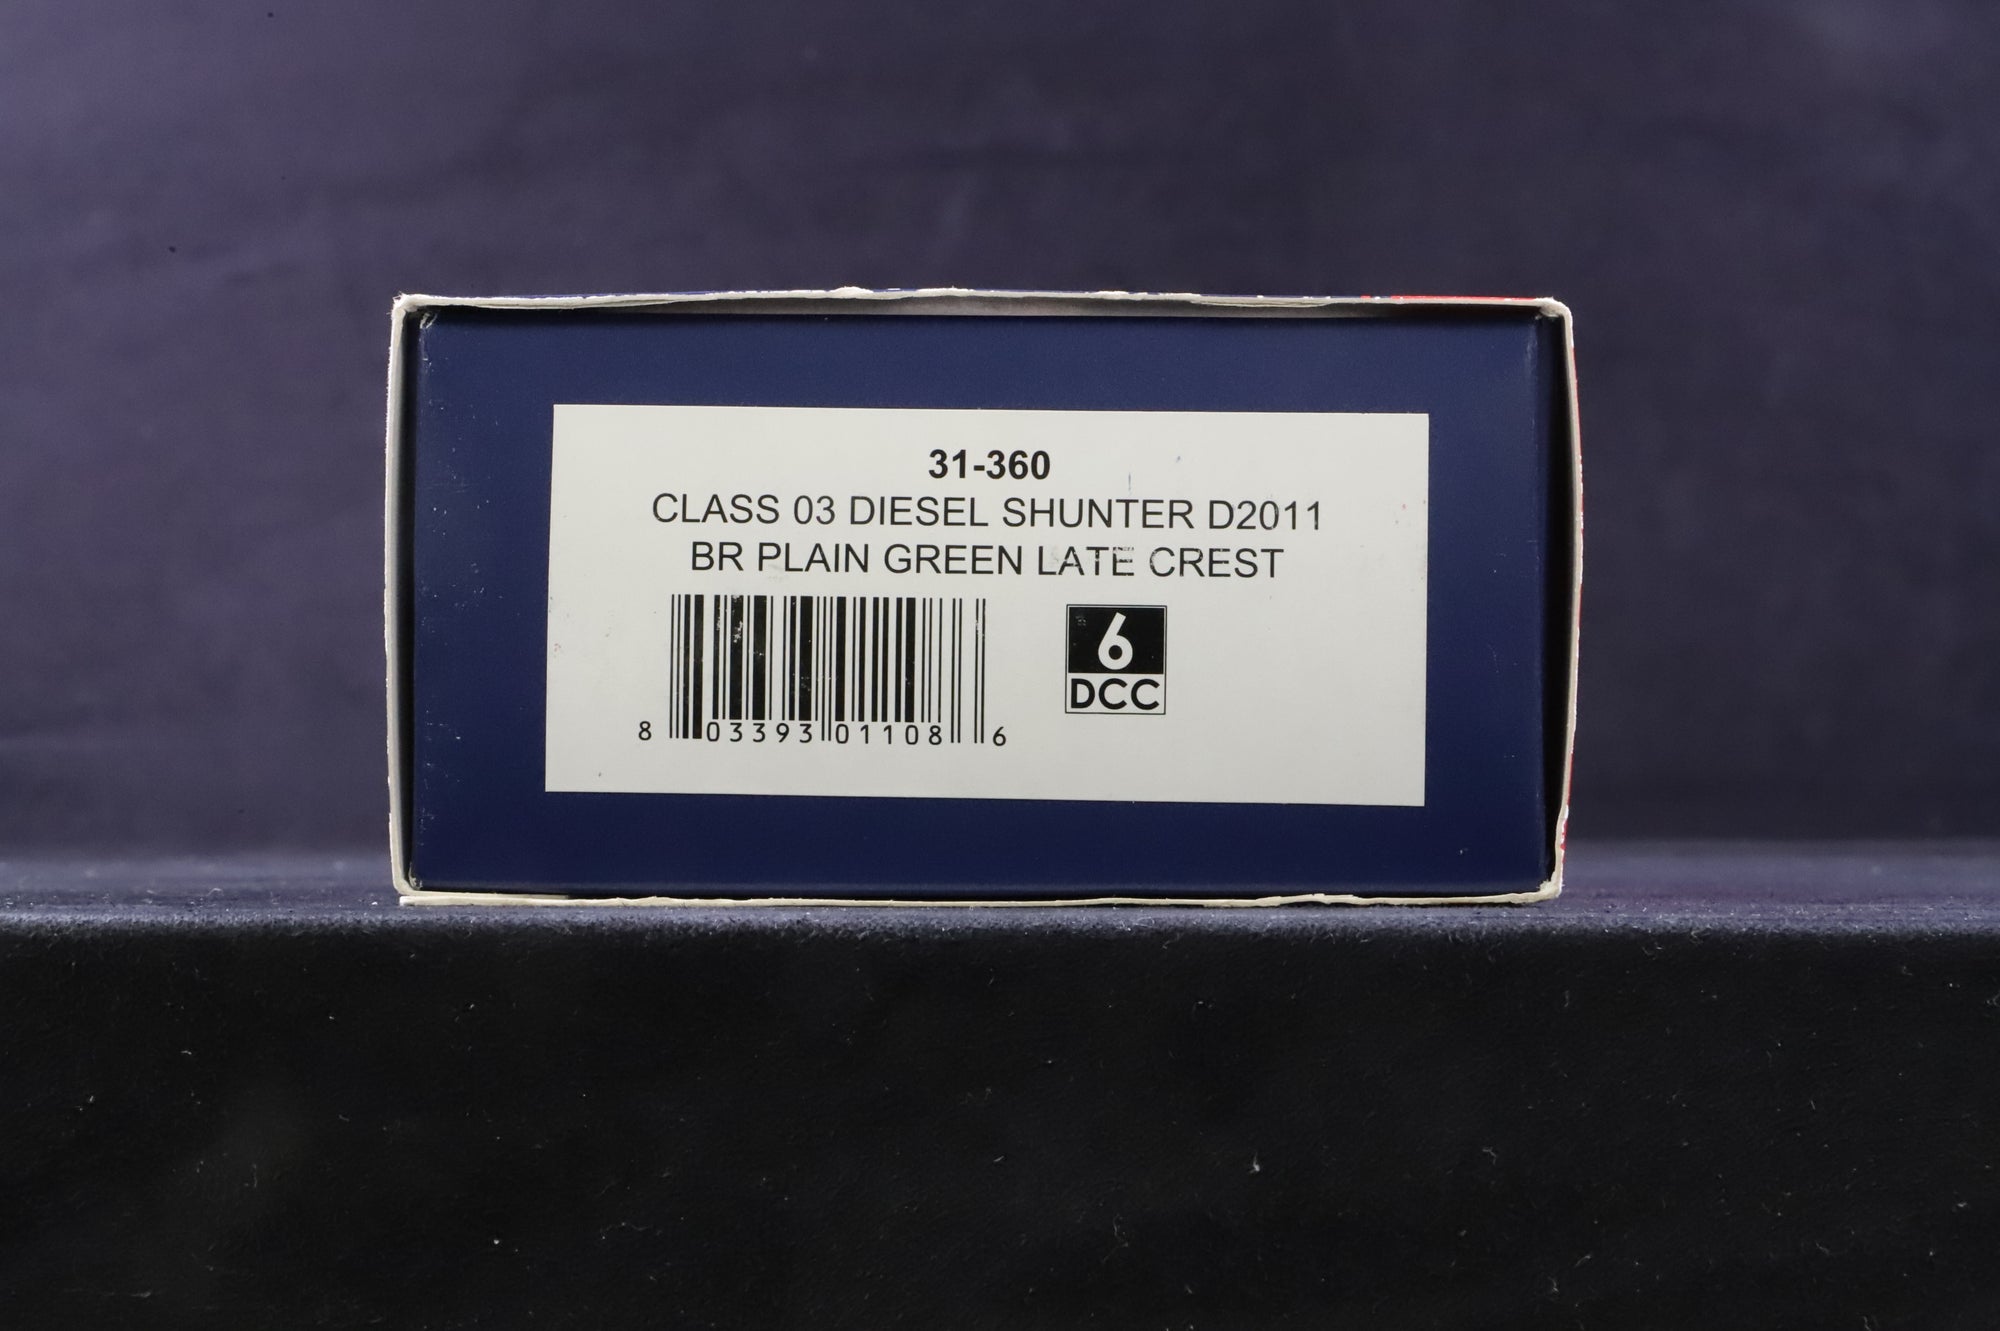 31-360
CLASS 03 DIESEL SHUNTER D2011
BR PLAIN GREEN LATE CREST
6
DCC
8 03393 01108 6